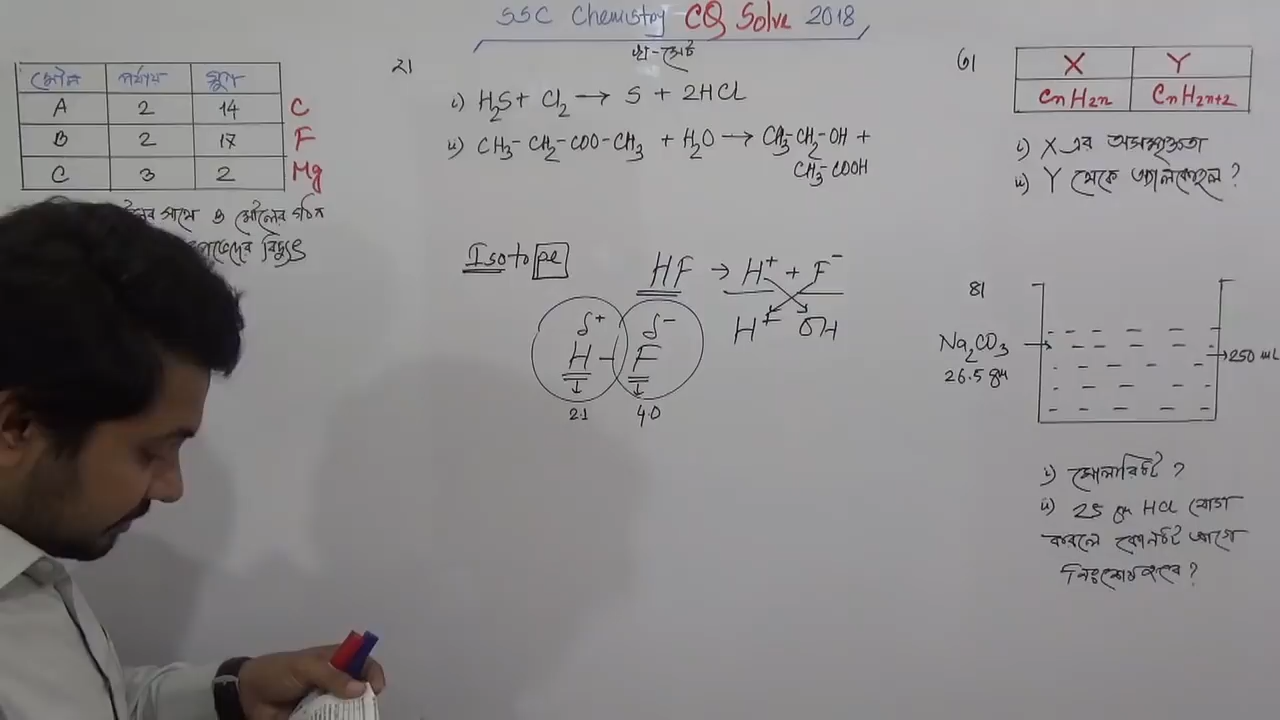 SSC Chemistry CQ Solve 2018
খ-সেট
মৌল পর্যায় গ্রুপ
A 2 14 C
B 2 17 F
C 3 2 Mg
সাথে ও মৌলের গঠিত
বিদ্যুৎ
২।
i) H₂S + Cl₂ → S + 2HCl
ii) CH₃-CH₂-COO-CH₃ + H₂O → CH₃-CH₂-OH +
CH₃-COOH
Isotope
HF → H⁺ + F⁻
H⁺ OH
δ⁺ δ⁻
H - F
2.1 4.0
৩।
X Y
CnH2n CnH2n+2
i) X এর অসম্পৃক্ততা
ii) Y থেকে অ্যালকোহল ?
৪।
Na₂CO₃
26.5 gm
250 mL
i) মোলারিটি ?
ii) 25 gm HCl যোগ
করলে কোনটি আগে
নিঃশেষ হবে ?